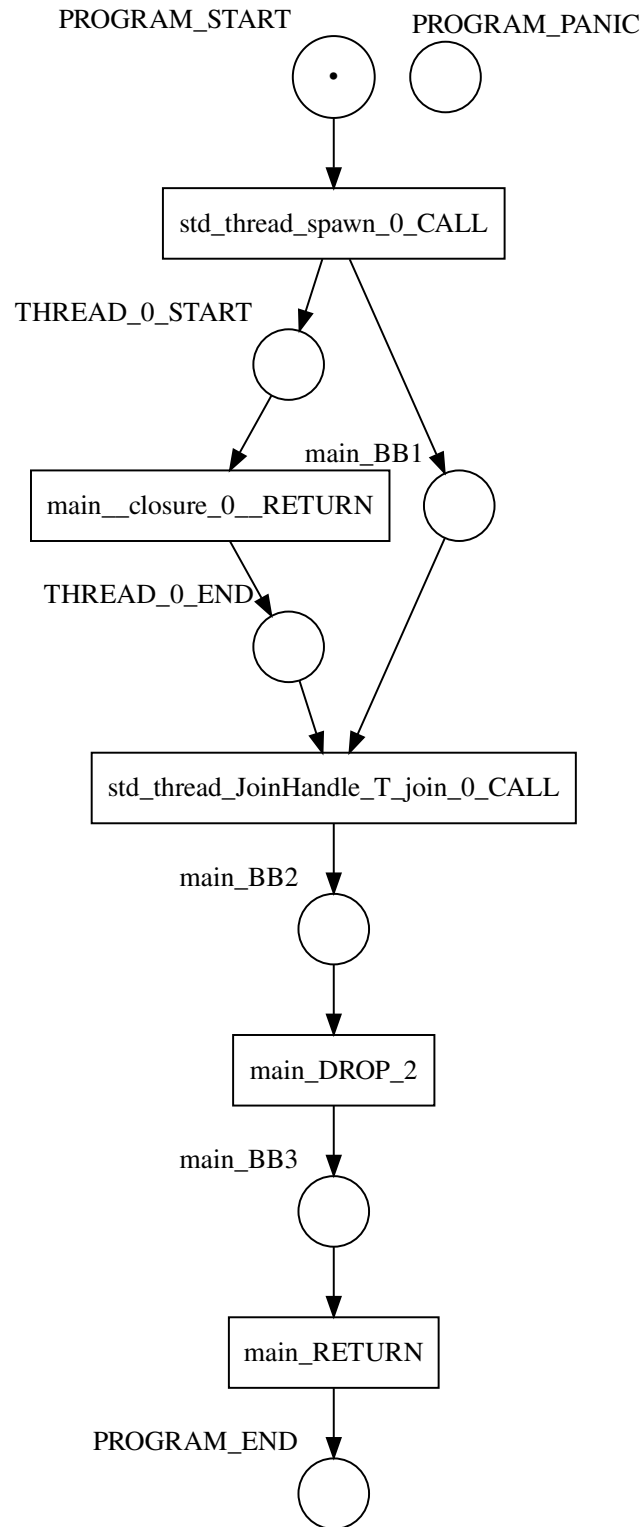 PROGRAM_START
PROGRAM_PANIC
std_thread_spawn_0_CALL
THREAD_0_START
main_BB1
main__closure_0__RETURN
THREAD_0_END
std_thread_JoinHandle_T_join_0_CALL
main_BB2
main_DROP_2
main_BB3
main_RETURN
PROGRAM_END